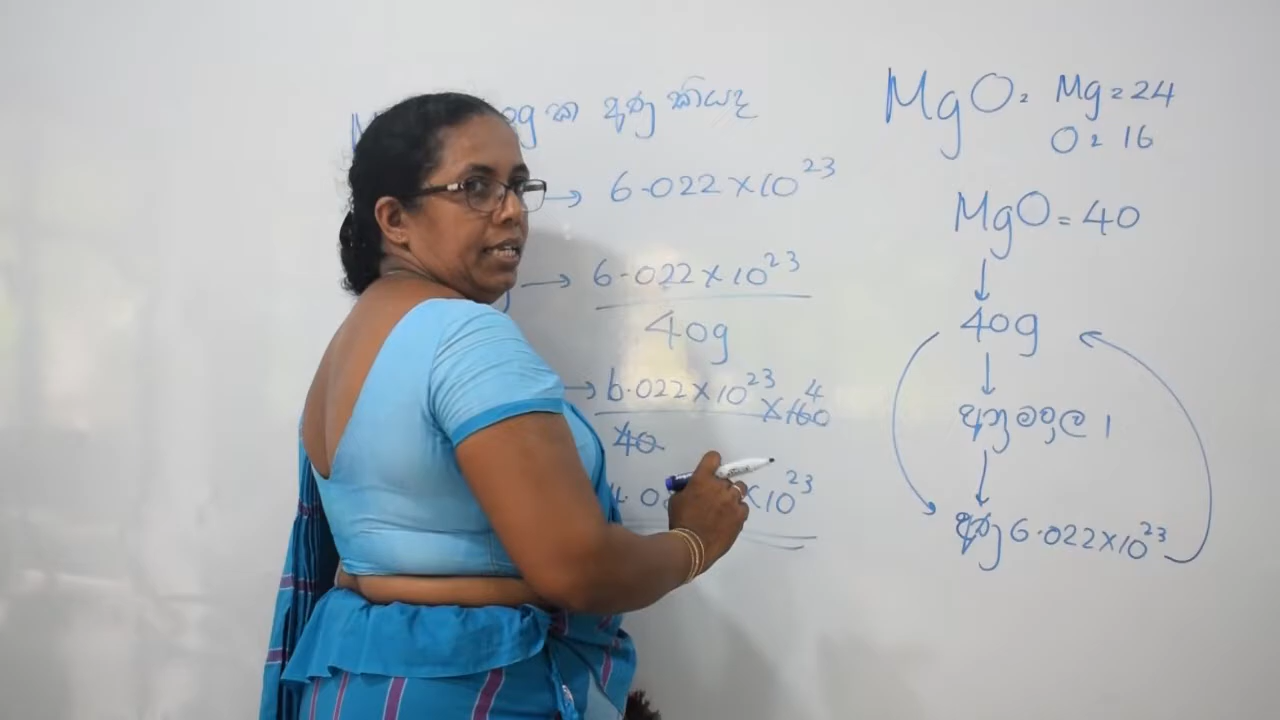 g ක අණු කීයද
→ 6.022 × 10²³
→ 6.022 × 10²³
40g
→ 6.022 × 10²³ × 160 4
40
× 10²³
MgO = Mg = 24
O = 16
MgO = 40
↓
40g
↓
අනු මවුල 1
↓
අණු 6.022 × 10²³